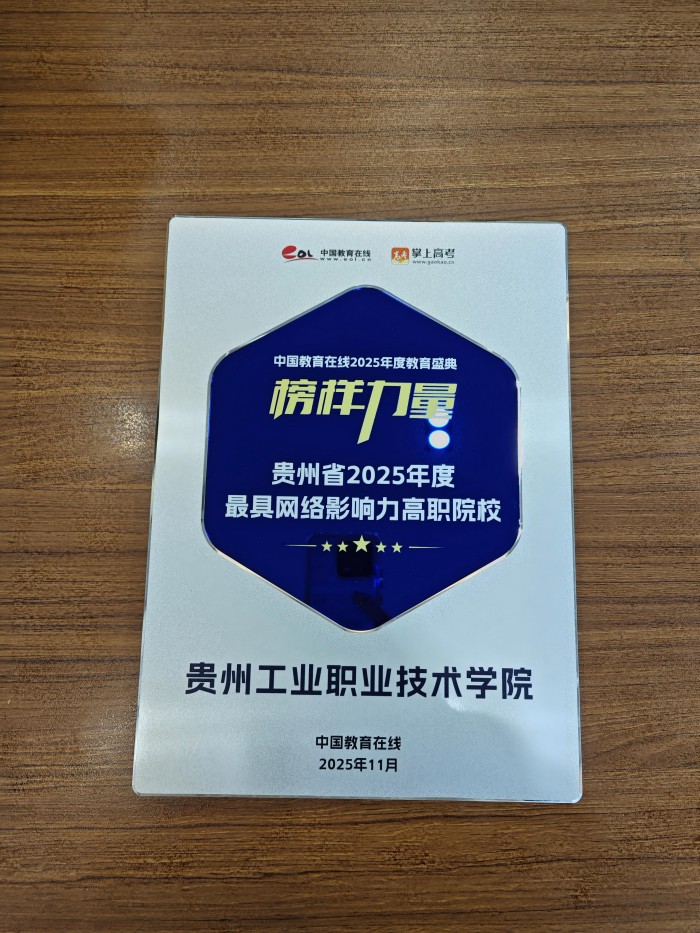 eol 中国教育在线 掌上高考
www.eol.cn www.gaokao.cn
中国教育在线2025年度教育盛典
榜样力量
贵州省2025年度
最具网络影响力高职院校
贵州工业职业技术学院
中国教育在线
2025年11月